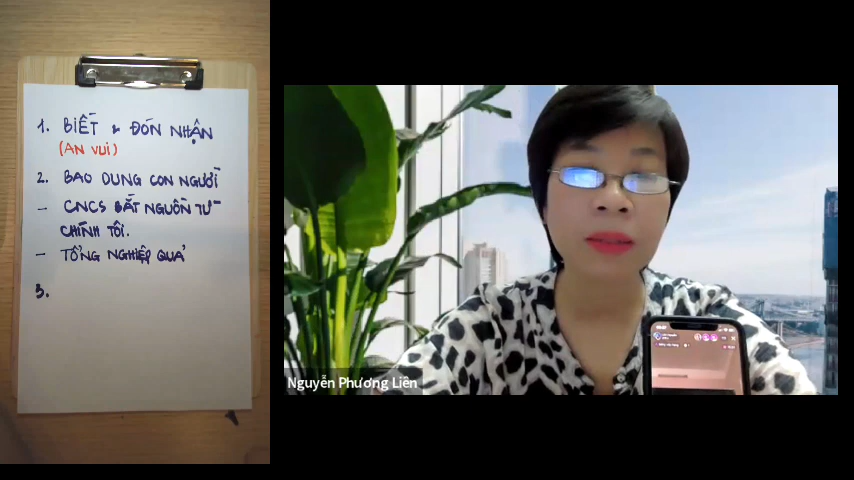 1. BIẾT & ĐÓN NHẬN
(AN VUI)
2. BAO DUNG CON NGƯỜI
- CNCS BẮT NGUỒN TỪ
CHÍNH TÔI.
- TỔNG NGHIỆP QUẢ
3.
Nguyễn Phương Liên